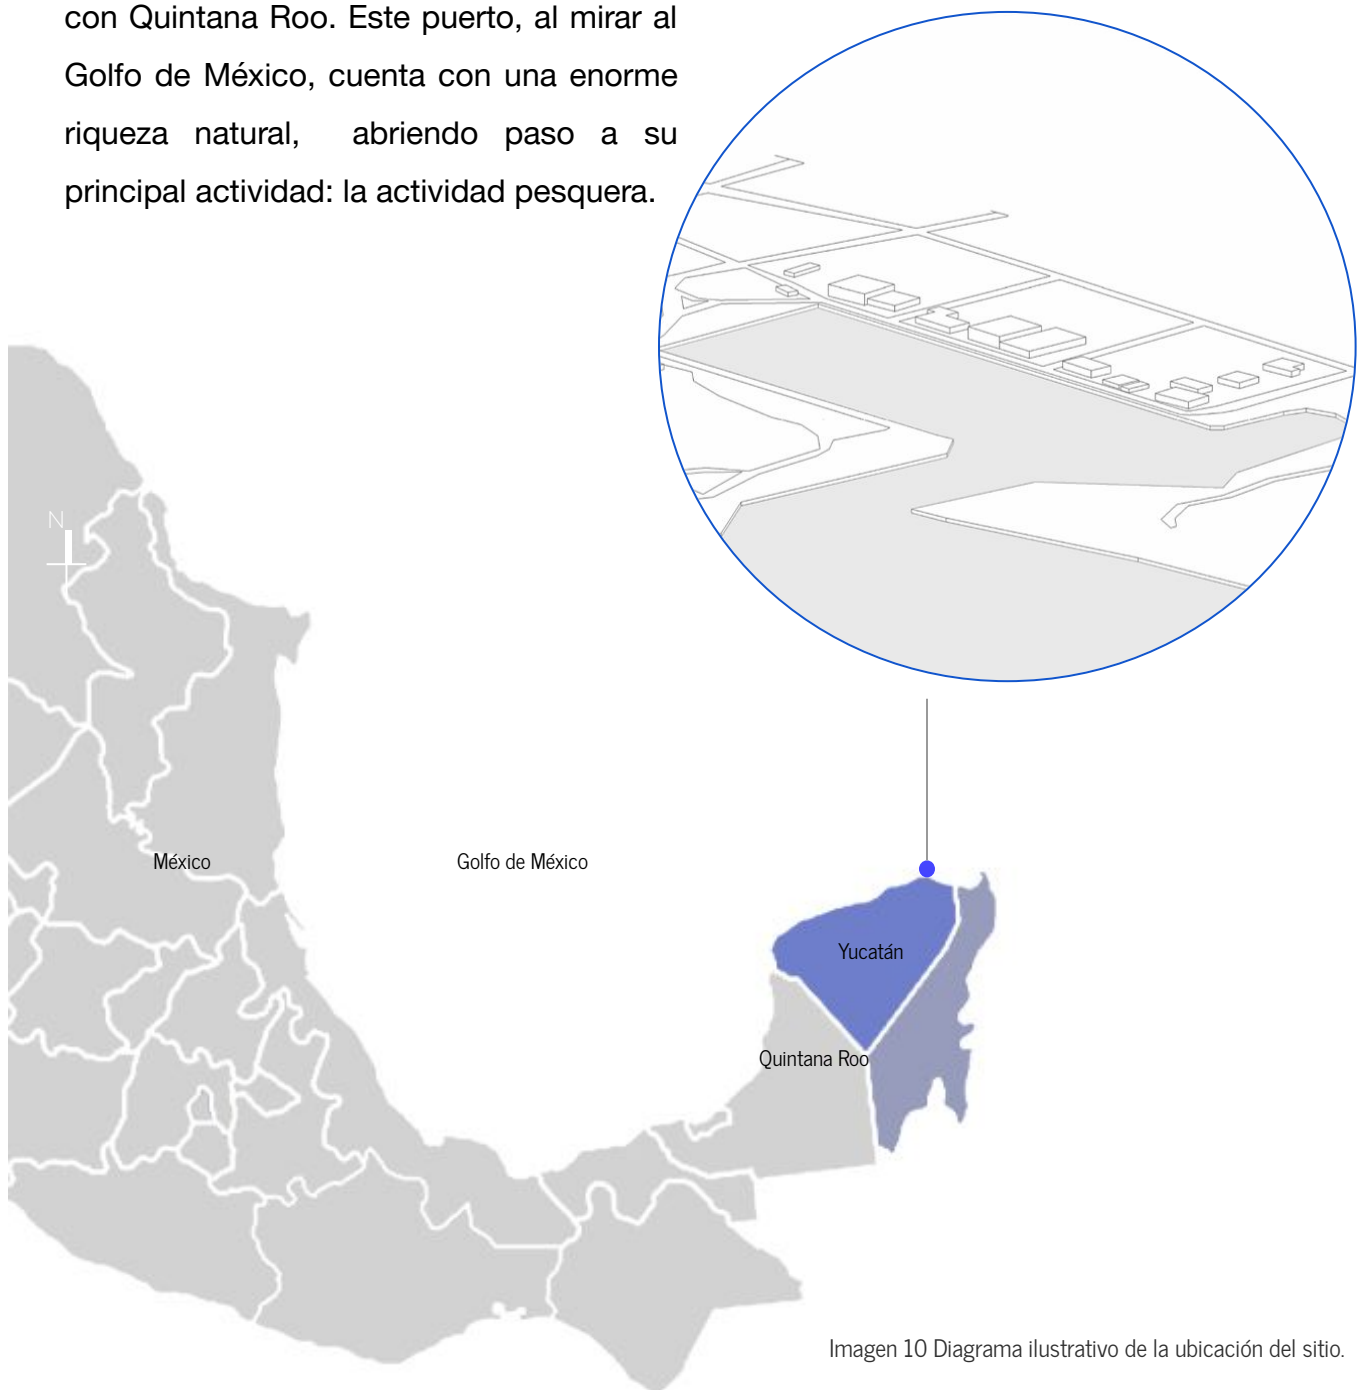 con Quintana Roo. Este puerto, al mirar al
Golfo de México, cuenta con una enorme
riqueza natural, abriendo paso a su
principal actividad: la actividad pesquera.
N
México
Golfo de México
Yucatán
Quintana Roo
Imagen 10 Diagrama ilustrativo de la ubicación del sitio.